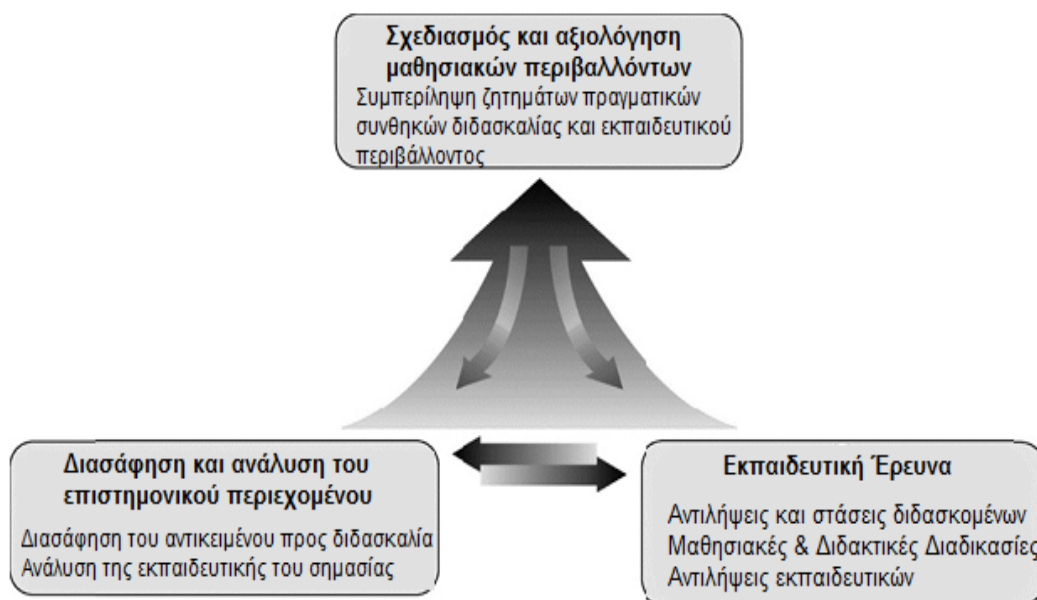 Σχεδιασμός και αξιολόγηση
μαθησιακών περιβαλλόντων
Συμπερίληψη ζητημάτων πραγματικών
συνθηκών διδασκαλίας και εκπαιδευτικού
περιβάλλοντος
Διασάφηση και ανάλυση του
επιστημονικού περιεχομένου
Διασάφηση του αντικειμένου προς διδασκαλία
Ανάλυση της εκπαιδευτικής του σημασίας
Εκπαιδευτική Έρευνα
Αντιλήψεις και στάσεις διδασκομένων
Μαθησιακές & Διδακτικές Διαδικασίες
Αντιλήψεις εκπαιδευτικών